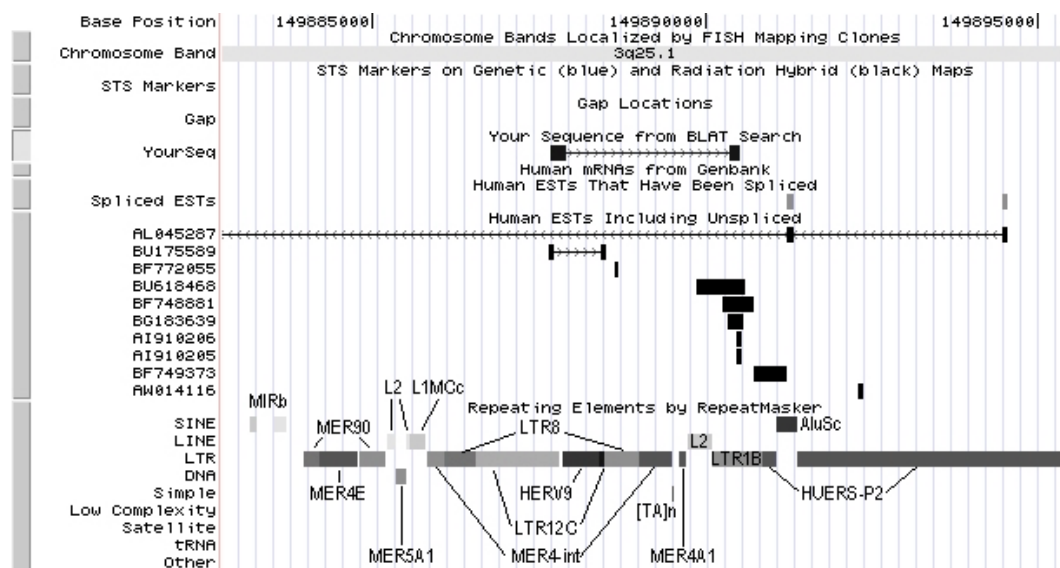 Base Position 149885000 149890000 149895000
Chromosome Bands Localized by FISH Mapping Clones
Chromosome Band 3q25.1
STS Markers on Genetic (blue) and Radiation Hybrid (black) Maps
STS Markers
Gap Locations
Gap
Your Sequence from BLAT Search
YourSeq
Human mRNAs from Genbank
Human ESTs That Have Been Spliced
Spliced ESTs
Human ESTs Including Unspliced
AL045287
BU175589
BF772055
BU618468
BF748881
BG183639
AI910206
AI910205
BF749373
AW014116
MIRb L2 L1MCc Repeating Elements by RepeatMasker
SINE MER90 LTR8 AluSc
LINE L2
LTR LTR1B
DNA
Simple MER4E HERV9 [TA]n HUERS-P2
Low Complexity
Satellite LTR12C
tRNA
Other MER5A1 MER4-int MER4A1